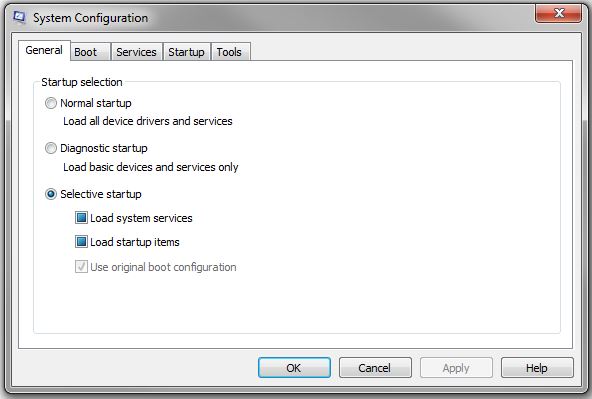 System Configuration
General Boot Services Startup Tools
Startup selection
Normal startup
Load all device drivers and services
Diagnostic startup
Load basic devices and services only
Selective startup
Load system services
Load startup items
Use original boot configuration
OK Cancel Apply Help